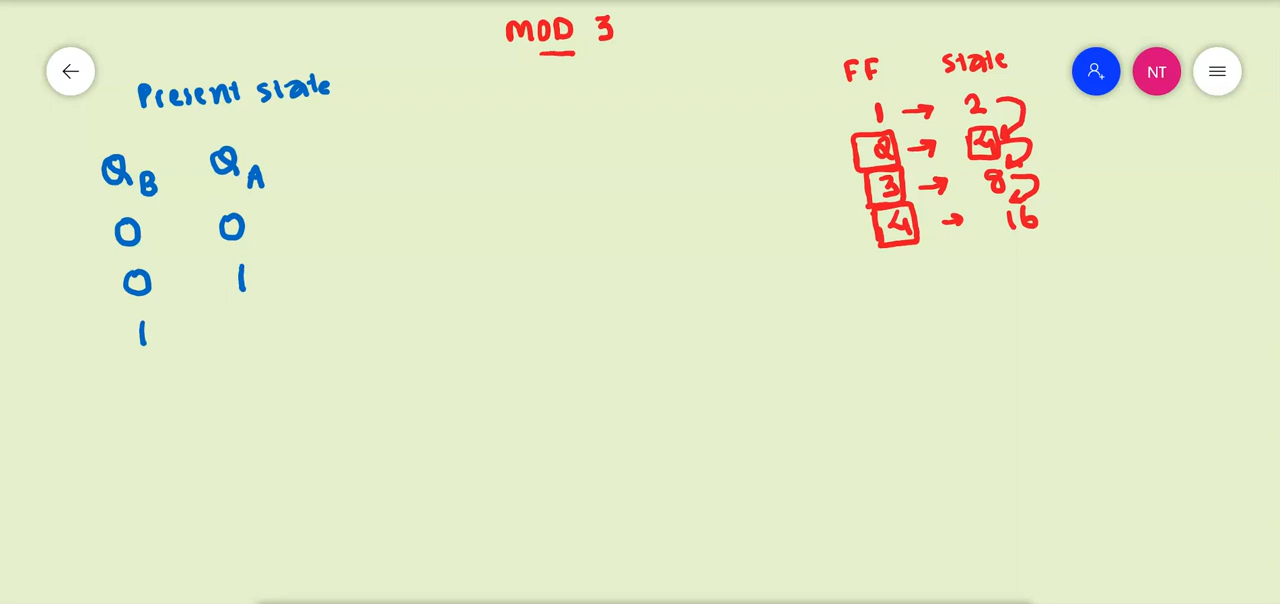 MOD 3
Present state
QB QA
0 0
0 1
1
FF state
1 → 2
2 → 4
3 → 8
4 → 16
NT